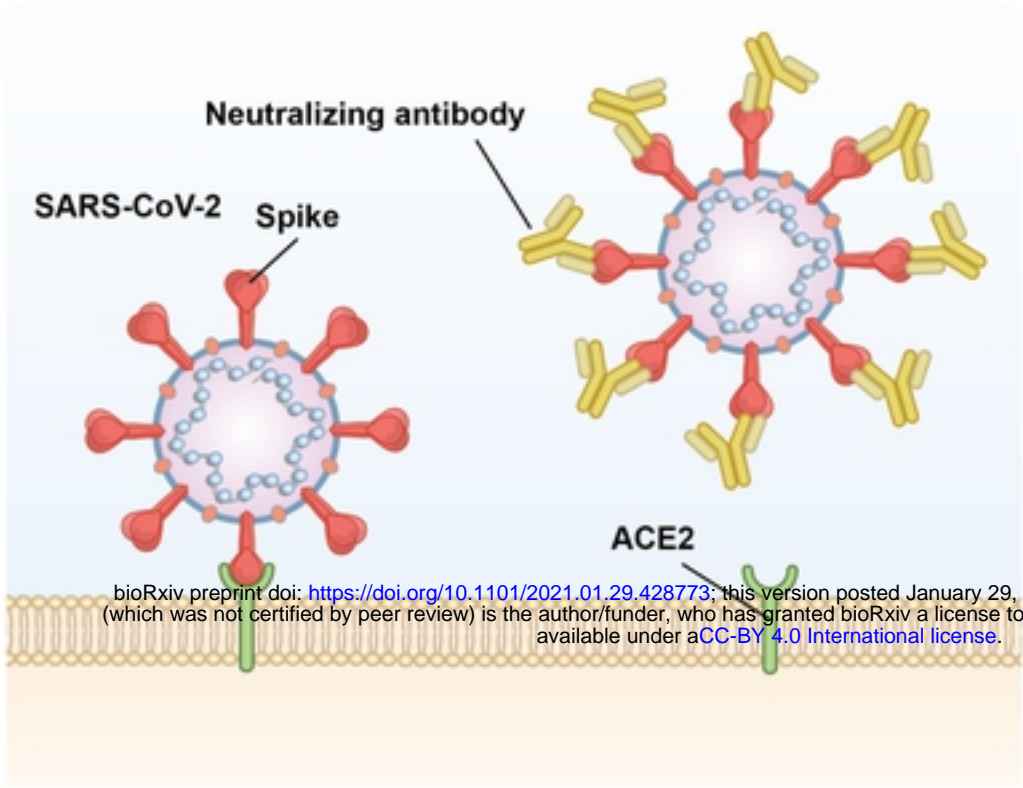 Neutralizing antibody
SARS-CoV-2
Spike
ACE2
bioRxiv preprint doi: https://doi.org/10.1101/2021.01.29.428773; this version posted January 29,
(which was not certified by peer review) is the author/funder, who has granted bioRxiv a license to
available under aCC-BY 4.0 International license.